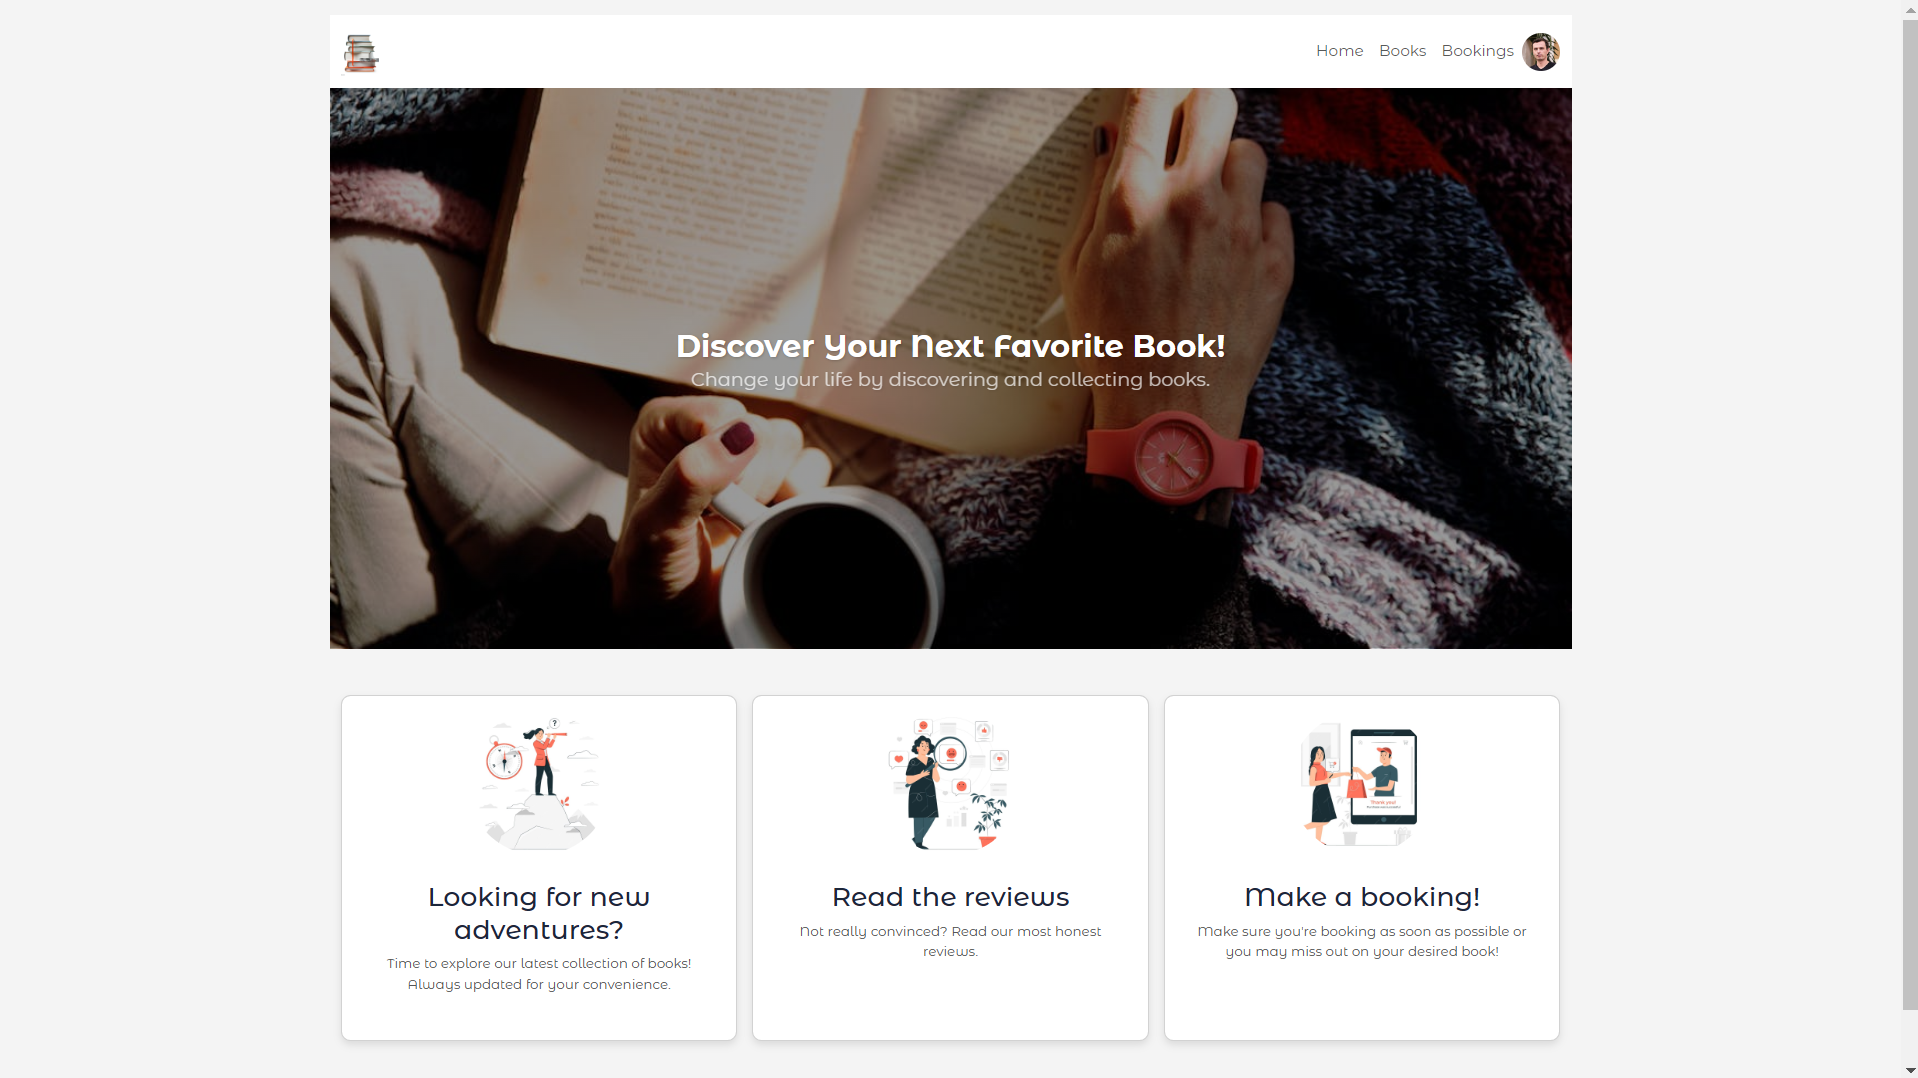 Home Books Bookings
Discover Your Next Favorite Book!
Change your life by discovering and collecting books.
?
Thank you!
Looking for new
adventures?
Time to explore our latest collection of books!
Always updated for your convenience.
Read the reviews
Not really convinced? Read our most honest
reviews.
Make a booking!
Make sure you're booking as soon as possible or
you may miss out on your desired book!